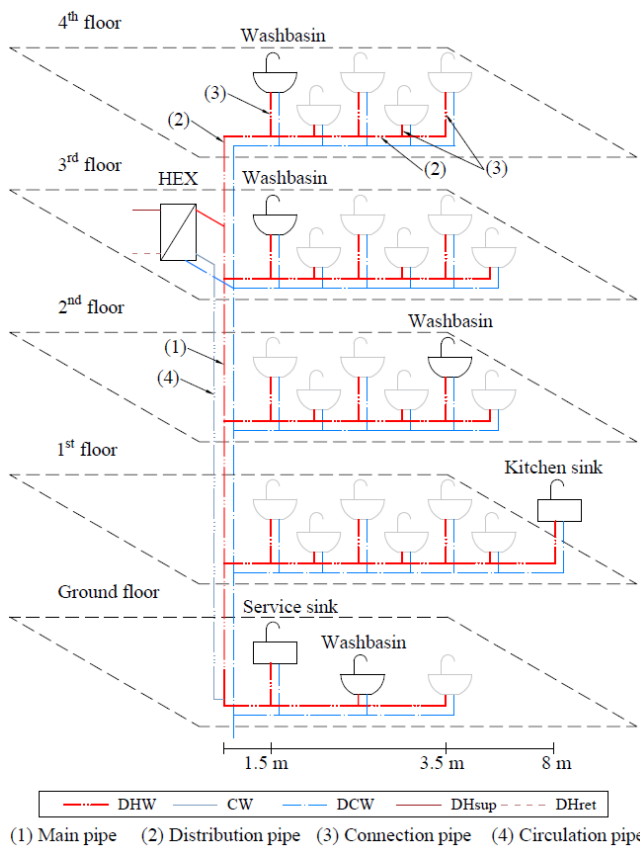 4th floor
Washbasin
(3)
(2)
(2)
(3)
3rd floor
HEX
Washbasin
2nd floor
Washbasin
(1)
(4)
1st floor
Kitchen sink
Ground floor
Service sink
Washbasin
1.5 m 3.5 m 8 m
DHW CW DCW DHsup DHret
(1) Main pipe (2) Distribution pipe (3) Connection pipe (4) Circulation pipe